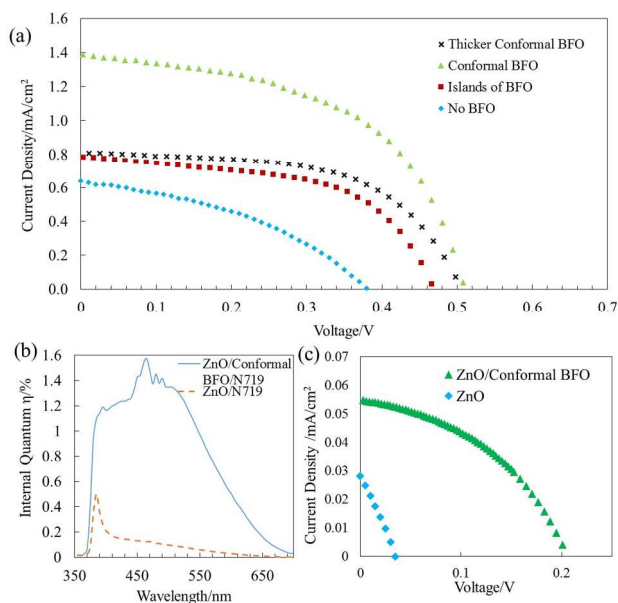 (a)
1.6
1.4
1.2
1.0
0.8
0.6
0.4
0.2
0.0
Current Density/mA/cm²
Thicker Conformal BFO
Conformal BFO
Islands of BFO
No BFO
0 0.1 0.2 0.3 0.4 0.5 0.6 0.7
Voltage/V
(b)
1.6
1.4
1.2
1.0
0.8
0.6
0.4
0.2
0
Internal Quantum η/%
ZnO/Conformal
BFO/N719
ZnO/N719
350 450 550 650
Wavelength/nm
(c)
0.07
0.06
0.05
0.04
0.03
0.02
0.01
0
Current Density /mA/cm²
ZnO/Conformal BFO
ZnO
0 0.1 0.2
Voltage/V